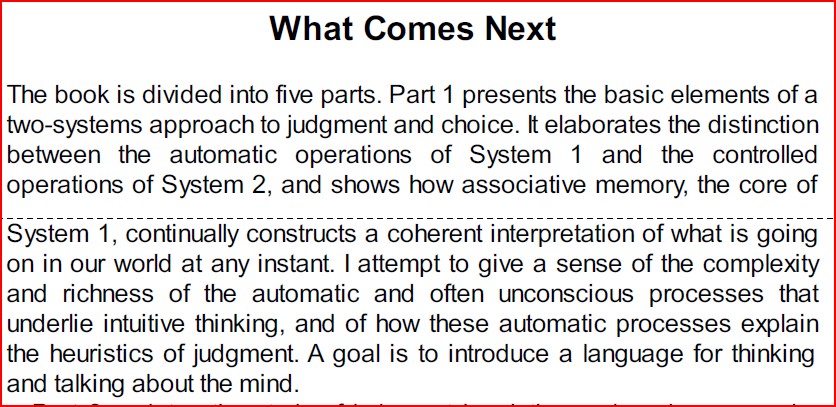 What Comes Next
The book is divided into five parts. Part 1 presents the basic elements of a
two-systems approach to judgment and choice. It elaborates the distinction
between the automatic operations of System 1 and the controlled
operations of System 2, and shows how associative memory, the core of
System 1, continually constructs a coherent interpretation of what is going
on in our world at any instant. I attempt to give a sense of the complexity
and richness of the automatic and often unconscious processes that
underlie intuitive thinking, and of how these automatic processes explain
the heuristics of judgment. A goal is to introduce a language for thinking
and talking about the mind.